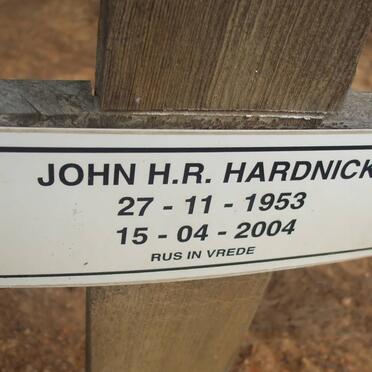 JOHN H.R. HARDNICK
27 - 11 - 1953
15 - 04 - 2004
RUS IN VREDE